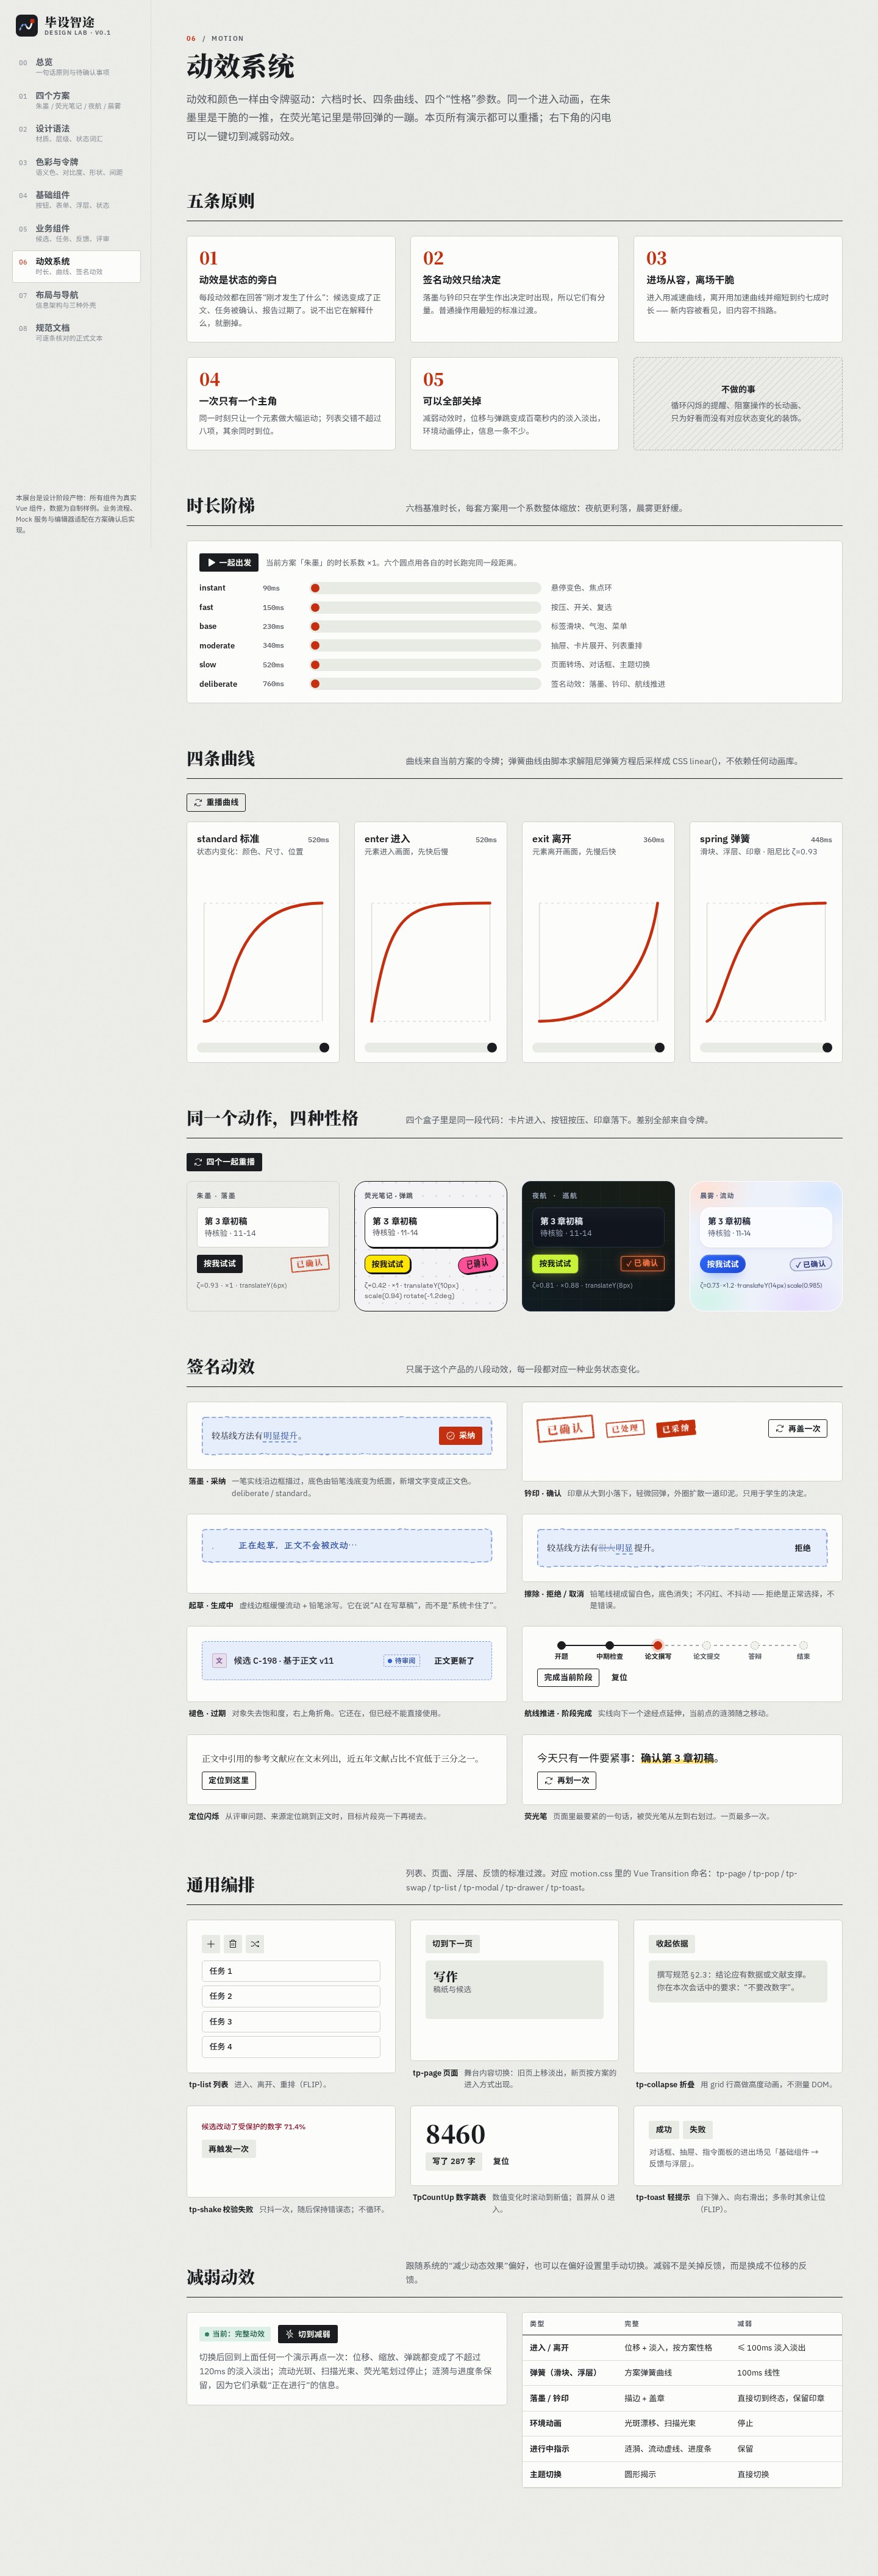 毕设智途
DESIGN LAB · V0.1
00 总览
一句话原则与待确认事项
01 四个方案
朱墨 / 荧光笔记 / 夜航 / 晨雾
02 设计语法
材质、层级、状态词汇
03 色彩与令牌
语义色、对比度、形状、间距
04 基础组件
按钮、表单、浮层、状态
05 业务组件
候选、任务、反馈、评审
06 动效系统
时长、曲线、签名动效
07 布局与导航
信息架构与三种外壳
08 规范文档
可逐条核对的正式文本
本展台是设计阶段产物：所有组件为真实
Vue 组件，数据为自制样例。业务流程、
Mock 服务与编辑器适配在方案确认后实
现。
06 / MOTION
动效系统
动效和颜色一样由令牌驱动：六档时长、四条曲线、四个“性格”参数。同一个进入动画，在朱
墨里是干脆的一推，在荧光笔记里是带回弹的一蹦。本页所有演示都可以重播；右下角的闪电
可以一键切到减弱动效。
五条原则
01
动效是状态的旁白
每段动都在回答“刚才发生了什么”：候选变成了正
文、任务被确认、报告过期了。说不出它在解释什
么，就删掉。
02
签名动效只给决定
落墨与钤印只在学生作出决定时出现，所以它们有分
量。普通操作用最短的标准过渡。
03
进场从容，离场干脆
进入用减速曲线，离开用加速曲线并缩短到约七成时
长 —— 新内容被看见，旧内容不挡路。
04
一次只有一个主角
同一时刻只让一个元素做大幅运动；列表交错不超过
八项，其余同时到位。
05
可以全部关掉
减弱动效时，位移与弹跳变成百毫秒内的淡入淡出，
环境动画停止，信息一条不少。
不做的事
循环闪烁的提醒、阻塞操作的长动画、
只为好看而没有对应状态变化的装饰。
时长阶梯
六档基准时长，每套方案用一个系数整体缩放：夜航更利落，晨雾更舒缓。
一起出发 当前方案「朱墨」的时长系数 ×1。六个圆点用各自的时长跑完同一段距离。
instant 90ms 悬停变色、焦点环
fast 150ms 按压、开关、复选
base 230ms 标签滑块、气泡、菜单
moderate 340ms 抽屉、卡片展开、列表重排
slow 520ms 页面转场、对话框、主题切换
deliberate 760ms 签名动效：落墨、钤印、航线推进
四条曲线
曲线来自当前方案的令牌；弹簧曲线由脚本求解阻尼弹簧方程后采样成 CSS linear()，不依赖任何动画库。
重播曲线
standard 标准 520ms
状态内变化：颜色、尺寸、位置
enter 进入 520ms
元素进入画面，先快后慢
exit 离开 360ms
元素离开画面，先慢后快
spring 弹簧 448ms
滑块、浮层、印章 · 阻尼比 ζ=0.93
同一个动作，四种性格
四个盒子里是同一段代码：卡片进入、按钮按压、印章落下。差别全部来自令牌。
四个一起重播
朱墨 · 落墨
第 3 章初稿
待核验 · 11-14
按我试试
已确认
ζ=0.93 · ×1 · translateY(6px)
荧光笔记 · 弹跳
第 3 章初稿
待核验 · 11-14
按我试试
已确认
ζ=0.42 · ×1 · translateY(10px)
scale(0.94) rotate(-1.2deg)
夜航 · 巡航
第 3 章初稿
待核验 · 11-14
按我试试
✓ 已确认
ζ=0.81 · ×0.88 · translateY(8px)
晨雾 · 流动
第 3 章初稿
待核验 · 11-14
按我试试
✓ 已确认
ζ=0.73 · ×1.2 · translateY(14px) scale(0.985)
签名动效
只属于这个产品的八段动效，每一段都对应一种业务状态变化。
较基线方法有明显提升。
采纳
落墨 · 采纳 一笔实线沿边框描过，底色由铅笔浅底变为纸面，新增文字变成正文色。
deliberate / standard。
已确认
已处理
已采纳
再盖一次
钤印 · 确认 印章从大到小落下，轻微回弹，外圈扩散一道印泥。只用于学生的决定。
正在起草，正文不会被改动…
起草 · 生成中 虚线边框缓慢流动 + 铅笔涂写。它在说“AI 在写草稿”，而不是“系统卡住了”。
较基线方法有很大明显提升。
拒绝
擦除 · 拒绝 / 取消 铅笔线褪成留白色，底色消失；不闪红、不抖动 —— 拒绝是正常选择，不
是错误。
文 候选 C-198 · 基于正文 v11
待审阅
正文更新了
褪色 · 过期 对象失去饱和度，右上角折角。它还在，但已经不能直接使用。
开题 中期检查 论文撰写 论文提交 答辩 结束
完成当前阶段 复位
航线推进 · 阶段完成 实线向下一个途经点延伸，当前点的涟漪随之移动。
正文中引用的参考文献应在文末列出，近五年文献占比不宜低于三分之一。
定位到这里
定位闪烁 从评审问题、来源定位跳到正文时，目标片段亮一下再褪去。
今天只有一件要紧事：确认第 3 章初稿。
再划一次
荧光笔 页面里最要紧的一句话，被荧光笔从左到右划过。一页最多一次。
通用编排
列表、页面、浮层、反馈的标准过渡。对应 motion.css 里的 Vue Transition 命名：tp-page / tp-pop / tp-
swap / tp-list / tp-modal / tp-drawer / tp-toast。
任务 1
任务 2
任务 3
任务 4
tp-list 列表 进入、离开、重排（FLIP）。
切到下一页
写作
稿纸与候选
tp-page 页面 舞台内容切换：旧页上移淡出，新页按方案的
进入方式出现。
收起依据
撰写规范 §2.3：结论应有数据或文献支撑。
你在本次会话中的要求：“不要改数字”。
tp-collapse 折叠 用 grid 行高做高度动画，不测量 DOM。
候选改动了受保护的数字 71.4%
再触发一次
tp-shake 校验失败 只抖一次，随后保持错误态；不循环。
8460
写了 287 字 复位
TpCountUp 数字跳表 数值变化时滚动到新值；首屏从 0 进
入。
成功 失败
对话框、抽屉、指令面板的进出场见「基础组件 →
反馈与浮层」。
tp-toast 轻提示 自下弹入、向右滑出；多条时其余让位
（FLIP）。
减弱动效
跟随系统的“减少动态效果”偏好，也可以在偏好设置里手动切换。减弱不是关掉反馈，而是换成不位移的反
馈。
当前：完整动效 切到减弱
切换后回到上面任何一个演示再点一次：位移、缩放、弹跳都变成了不超过
120ms 的淡入淡出；流动光斑、扫描光束、荧光笔划过停止；涟漪与进度条保
留，因为它们承载“正在进行”的信息。
类型 完整 减弱
进入 / 离开 位移 + 淡入，按方案性格 ≤ 100ms 淡入淡出
弹簧（滑块、浮层） 方案弹簧曲线 100ms 线性
落墨 / 钤印 描边 + 盖章 直接切到终态，保留印章
环境动画 光斑漂移、扫描光束 停止
进行中指示 涟漪、流动虚线、进度条 保留
主题切换 圆形揭示 直接切换